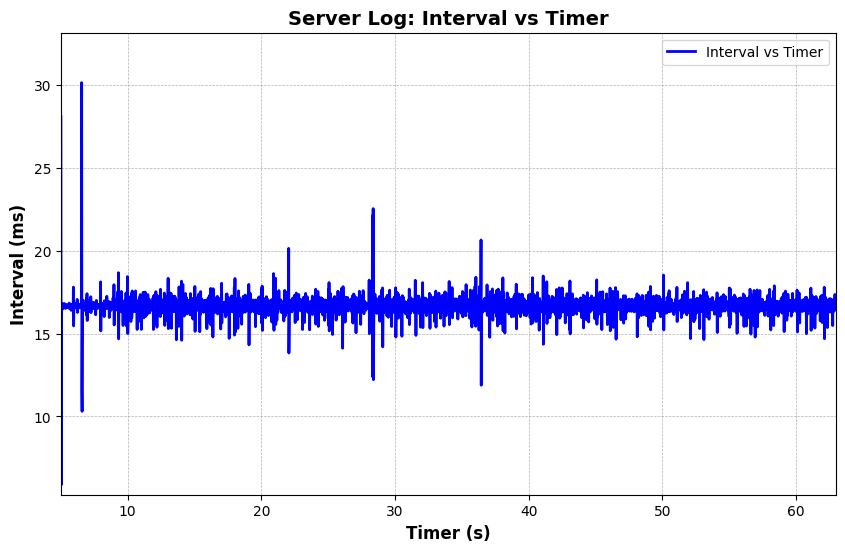 Server Log: Interval vs Timer
Interval vs Timer
30
25
20
15
10
Interval (ms)
10 20 30 40 50 60
Timer (s)